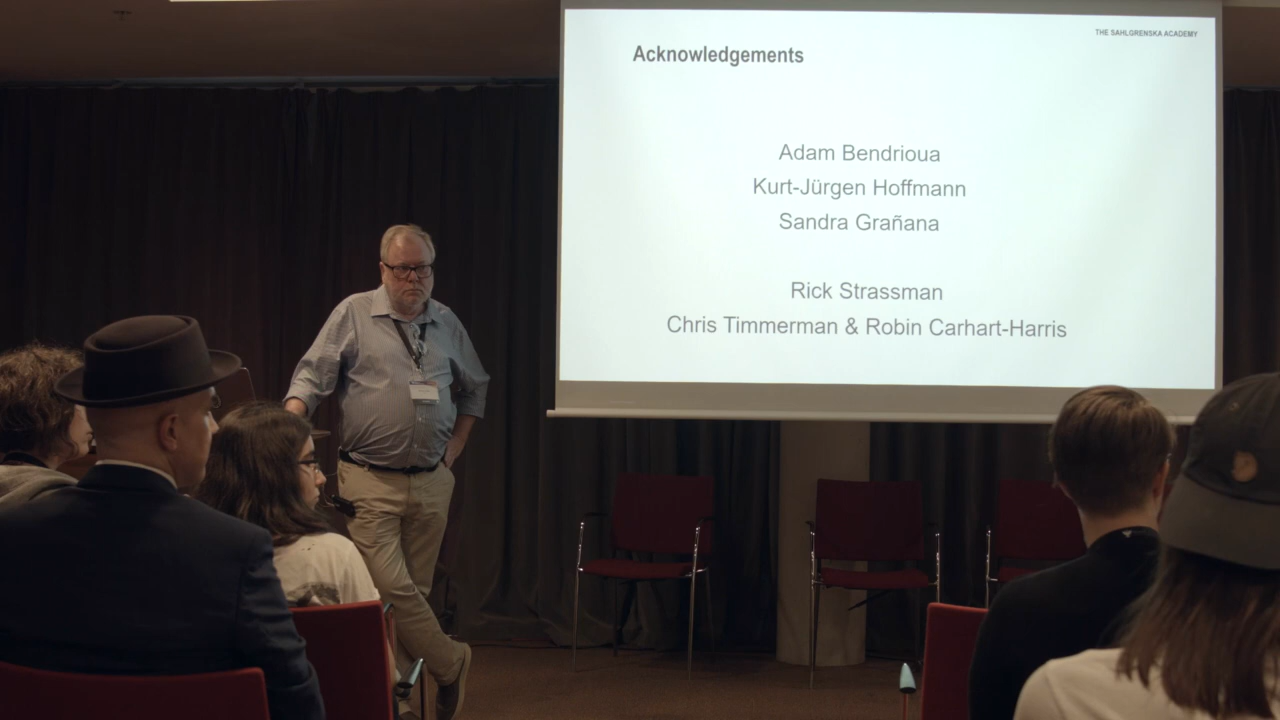 THE SAHLGRENSKA ACADEMY
Acknowledgements
Adam Bendrioua
Kurt-Jürgen Hoffmann
Sandra Grañana
Rick Strassman
Chris Timmerman & Robin Carhart-Harris